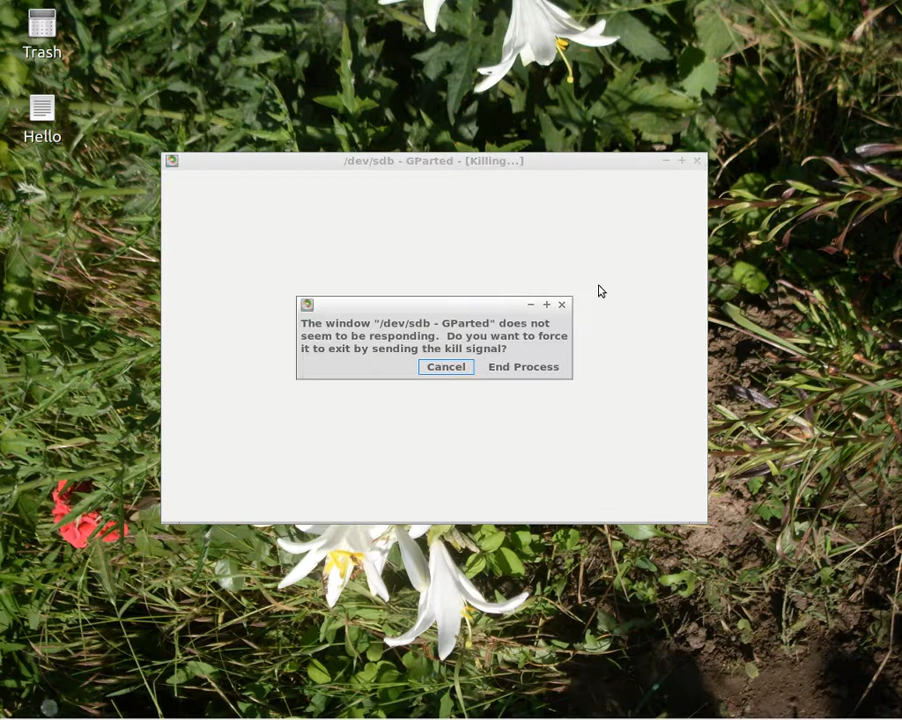 Trash
Hello
/dev/sdb - GParted - [Killing...]
The window "/dev/sdb - GParted" does not
seem to be responding.  Do you want to force
it to exit by sending the kill signal?
Cancel End Process